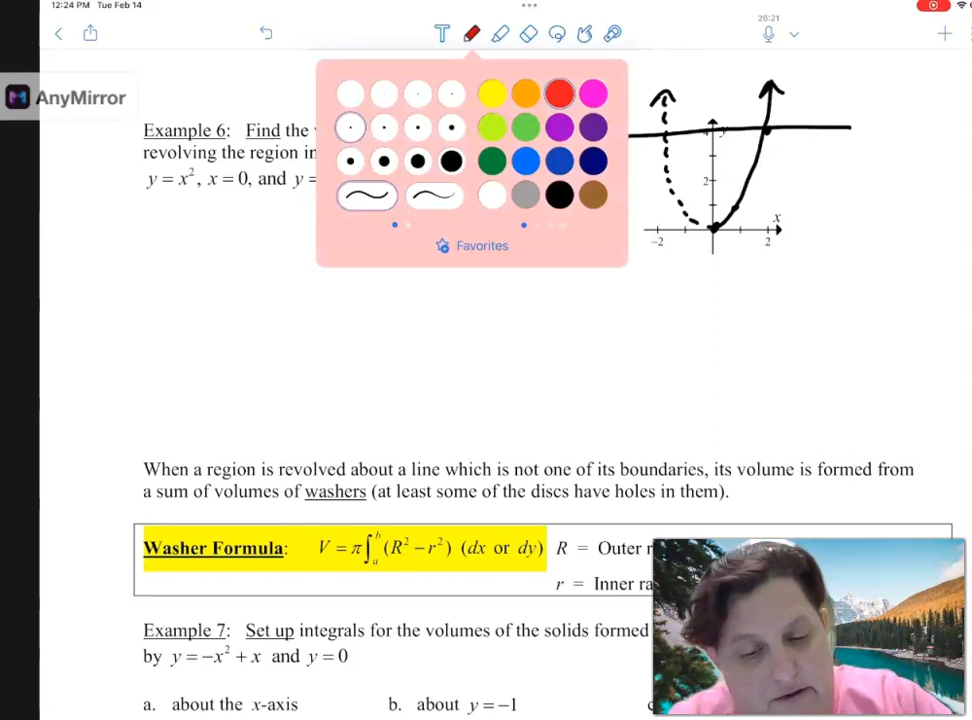 12:24 PM Tue Feb 14
T
26:21
AnyMirror
Example 6: Find the
revolving the region in
y = x², x = 0, and y =
Favorites
y
2
x
−2
2
When a region is revolved about a line which is not one of its boundaries, its volume is formed from
a sum of volumes of washers (at least some of the discs have holes in them).
Washer Formula: V = π∫ₐᵇ (R² − r²) (dx or dy) R = Outer
r = Inner
Example 7: Set up integrals for the volumes of the solids formed
by y = −x² + x and y = 0
a. about the x-axis
b. about y = −1